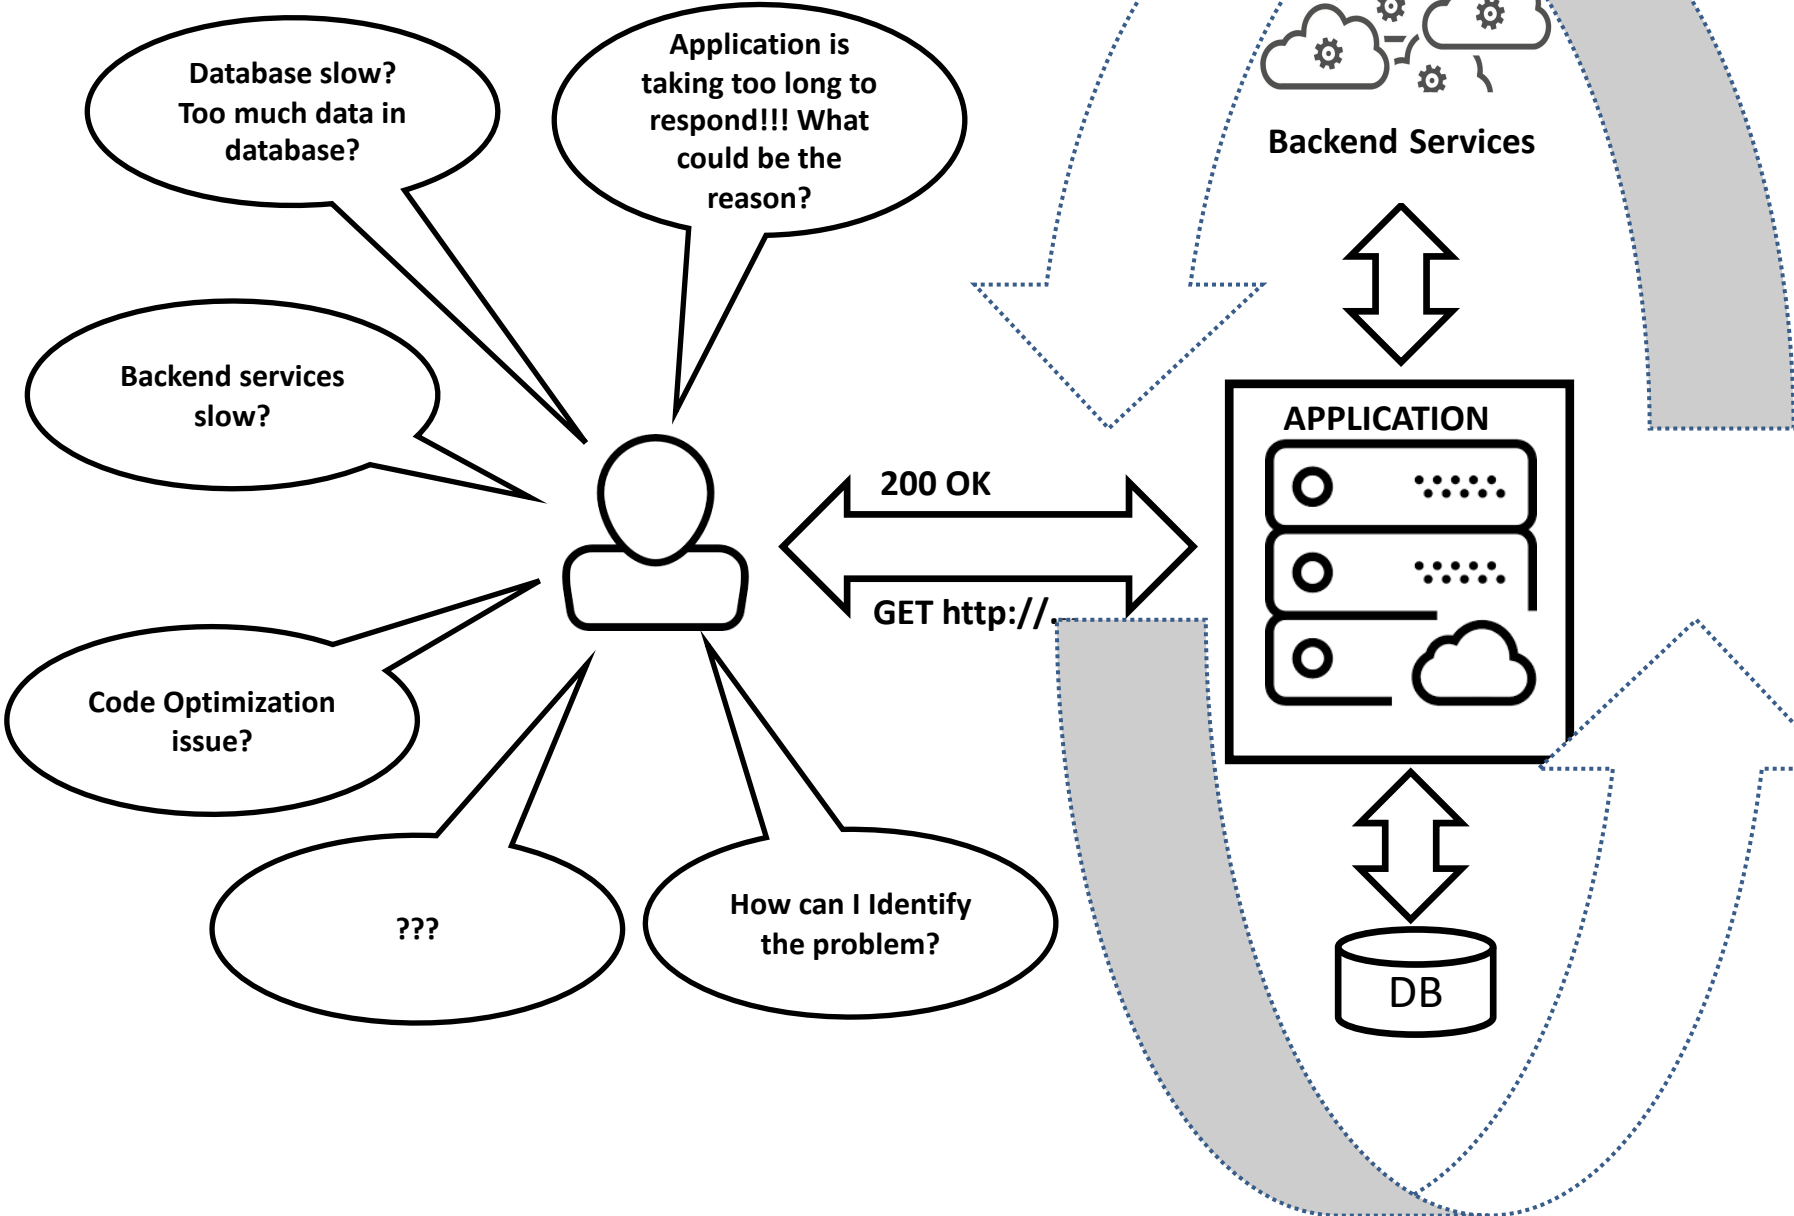 Database slow?
Too much data in
database?
Application is
taking too long to
respond!!! What
could be the
reason?
Backend Services
Backend services
slow?
APPLICATION
200 OK
GET http://..
Code Optimization
issue?
???
How can I Identify
the problem?
DB